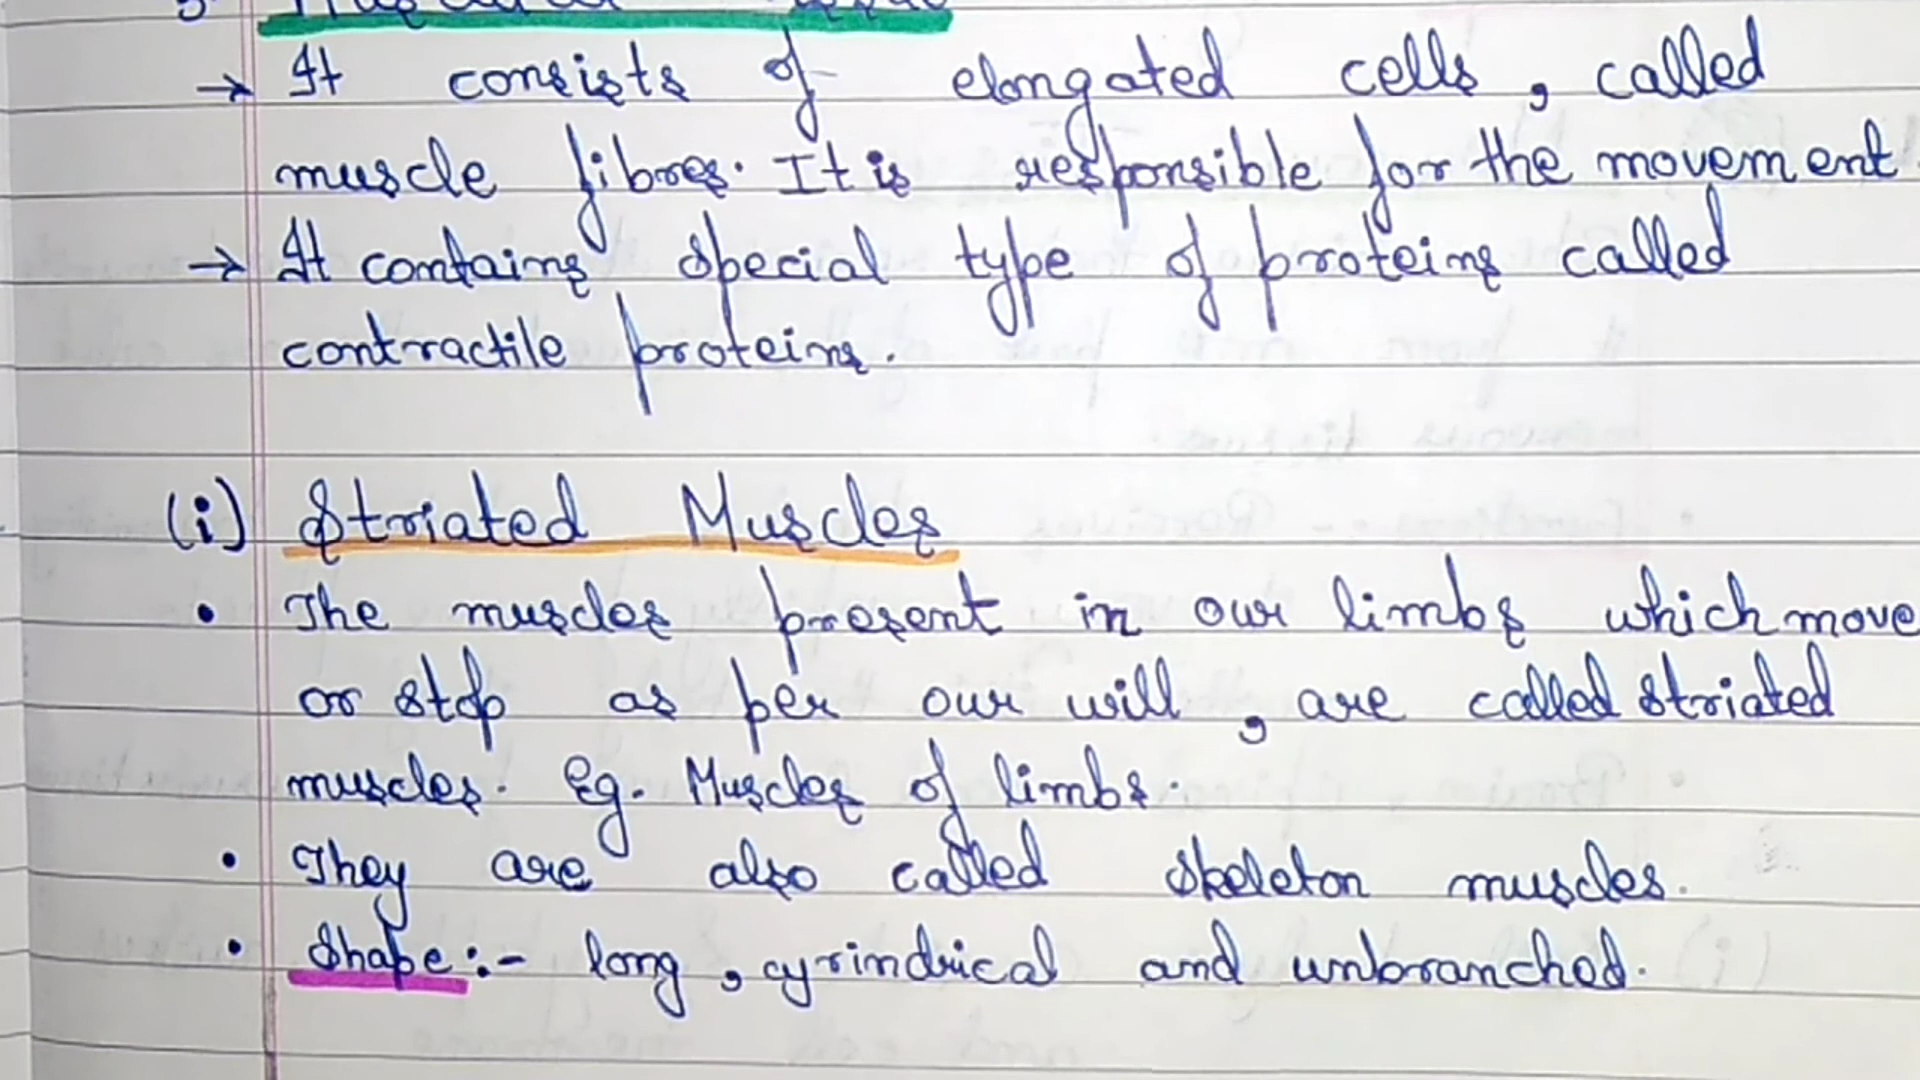 → It consists of elongated cells, called
muscle fibres. It is responsible for the movement
→ It contains special type of proteins called
contractile proteins.
(i) Striated Muscles
• The muscles present in our limbs which move
or stop as per our will, are called striated
muscles. Eg. Muscles of limbs.
• They are also called skeleton muscles.
• Shape :- long, cyrindrical and unbranched.